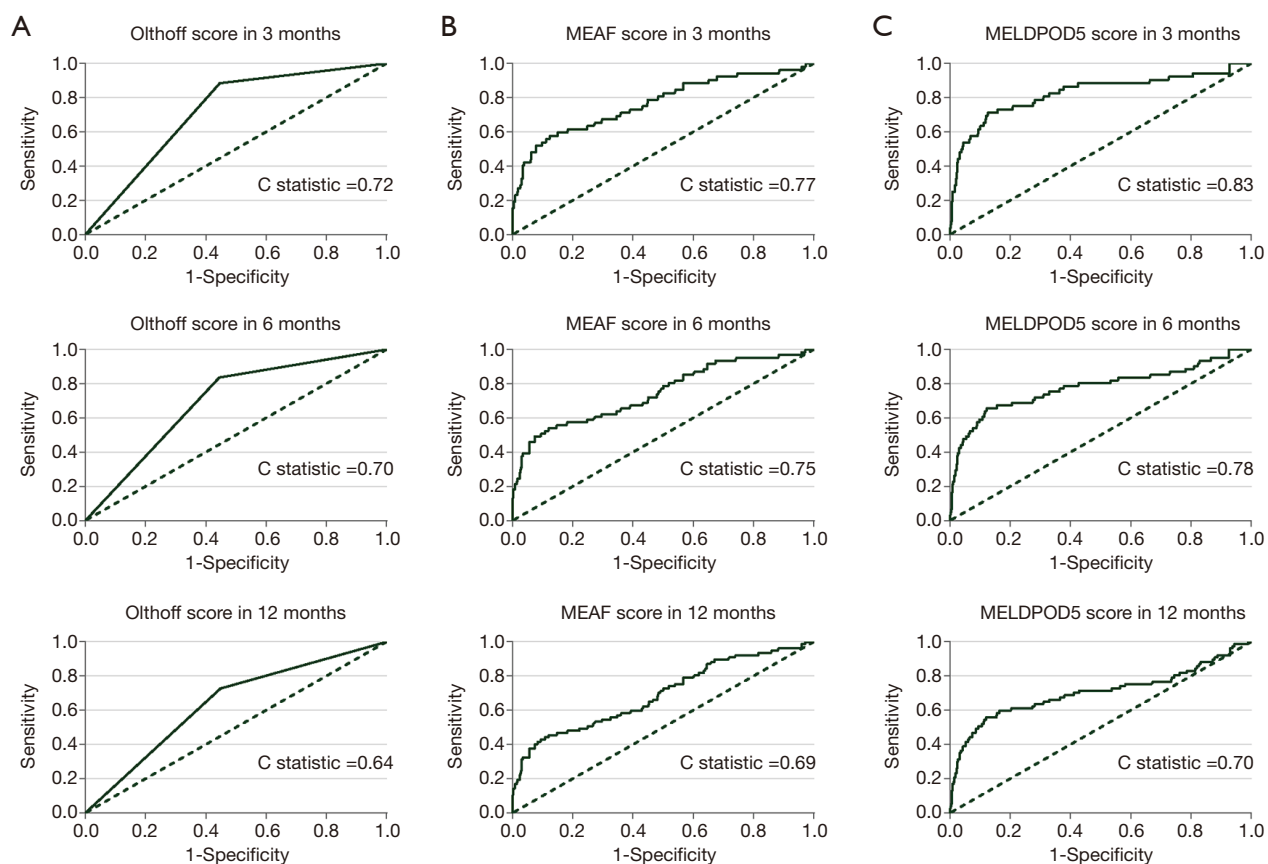 A
Olthoff score in 3 months
1.0
0.8
0.6
0.4
0.2
0.0
Sensitivity
C statistic =0.72
0.0 0.2 0.4 0.6 0.8 1.0
1-Specificity
B
MEAF score in 3 months
1.0
0.8
0.6
0.4
0.2
0.0
Sensitivity
C statistic =0.77
0.0 0.2 0.4 0.6 0.8 1.0
1-Specificity
C
MELDPOD5 score in 3 months
1.0
0.8
0.6
0.4
0.2
0.0
Sensitivity
C statistic =0.83
0.0 0.2 0.4 0.6 0.8 1.0
1-Specificity
Olthoff score in 6 months
1.0
0.8
0.6
0.4
0.2
0.0
Sensitivity
C statistic =0.70
0.0 0.2 0.4 0.6 0.8 1.0
1-Specificity
MEAF score in 6 months
1.0
0.8
0.6
0.4
0.2
0.0
Sensitivity
C statistic =0.75
0.0 0.2 0.4 0.6 0.8 1.0
1-Specificity
MELDPOD5 score in 6 months
1.0
0.8
0.6
0.4
0.2
0.0
Sensitivity
C statistic =0.78
0.0 0.2 0.4 0.6 0.8 1.0
1-Specificity
Olthoff score in 12 months
1.0
0.8
0.6
0.4
0.2
0.0
Sensitivity
C statistic =0.64
0.0 0.2 0.4 0.6 0.8 1.0
1-Specificity
MEAF score in 12 months
1.0
0.8
0.6
0.4
0.2
0.0
Sensitivity
C statistic =0.69
0.0 0.2 0.4 0.6 0.8 1.0
1-Specificity
MELDPOD5 score in 12 months
1.0
0.8
0.6
0.4
0.2
0.0
Sensitivity
C statistic =0.70
0.0 0.2 0.4 0.6 0.8 1.0
1-Specificity